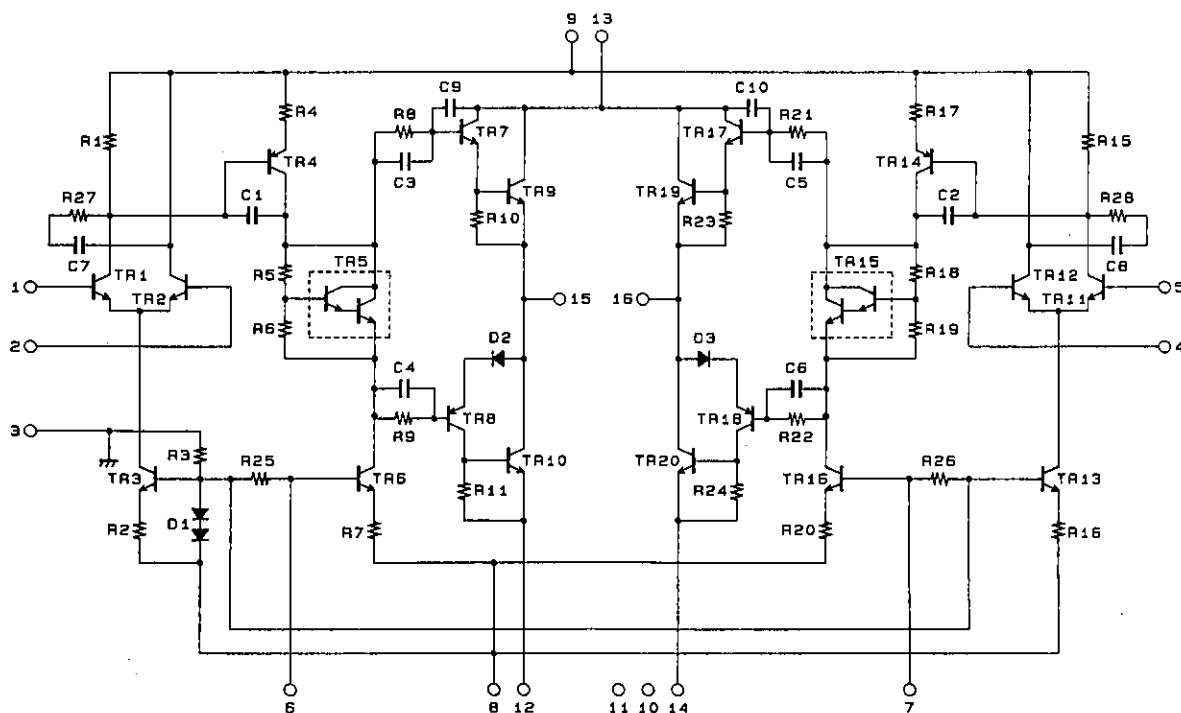 9 13
C9 C10
R4 R8 R21 R17
R1 TR7 TR17 R15
TR4 C3 C5 TR14
R27 C1 TR9 TR19 C2 R28
R10 R23
C7 TR1 R5 TR5 TR15 R18 TR12 C8
1 TR2 15 16 TR11 5
R6 R19
2 D2 D3 4
C4 C6
3 TR8 TR18
R3 R9 R22
TR3 R25 TR6 TR10 TR20 TR16 R26 TR13
R11 R24
R2 D1 R7 R20 R16
6 8 12 11 10 14 7